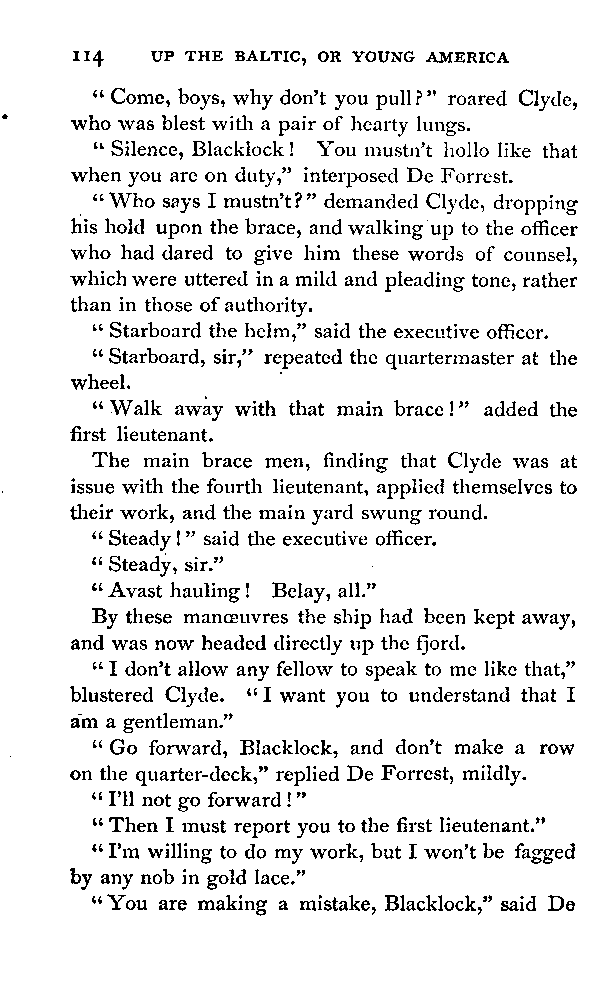 114 UP THE BALTIC, OR YOUNG AMERICA
“ Come, boys, why don’t you pull?” roared Clyde,
who was blest with a pair of hearty lungs.
“ Silence, Blacklock! You mustn’t hollo like that
when you are on duty,” interposed De Forrest.
“ Who says I mustn’t?” demanded Clyde, dropping
his hold upon the brace, and walking up to the officer
who had dared to give him these words of counsel,
which were uttered in a mild and pleading tone, rather
than in those of authority.
“ Starboard the helm,” said the executive officer.
“ Starboard, sir,” repeated the quartermaster at the
wheel.
“ Walk away with that main brace!” added the
first lieutenant.
The main brace men, finding that Clyde was at
issue with the fourth lieutenant, applied themselves to
their work, and the main yard swung round.
“ Steady!” said the executive officer.
“ Steady, sir.”
“ Avast hauling! Belay, all.”
By these manœuvres the ship had been kept away,
and was now headed directly up the fjord.
“ I don’t allow any fellow to speak to me like that,”
blustered Clyde. “ I want you to understand that I
am a gentleman.”
“ Go forward, Blacklock, and don’t make a row
on the quarter-deck,” replied De Forrest, mildly.
“ I’ll not go forward!”
“ Then I must report you to the first lieutenant.”
“ I’m willing to do my work, but I won’t be fagged
by any nob in gold lace.”
“ You are making a mistake, Blacklock,” said De